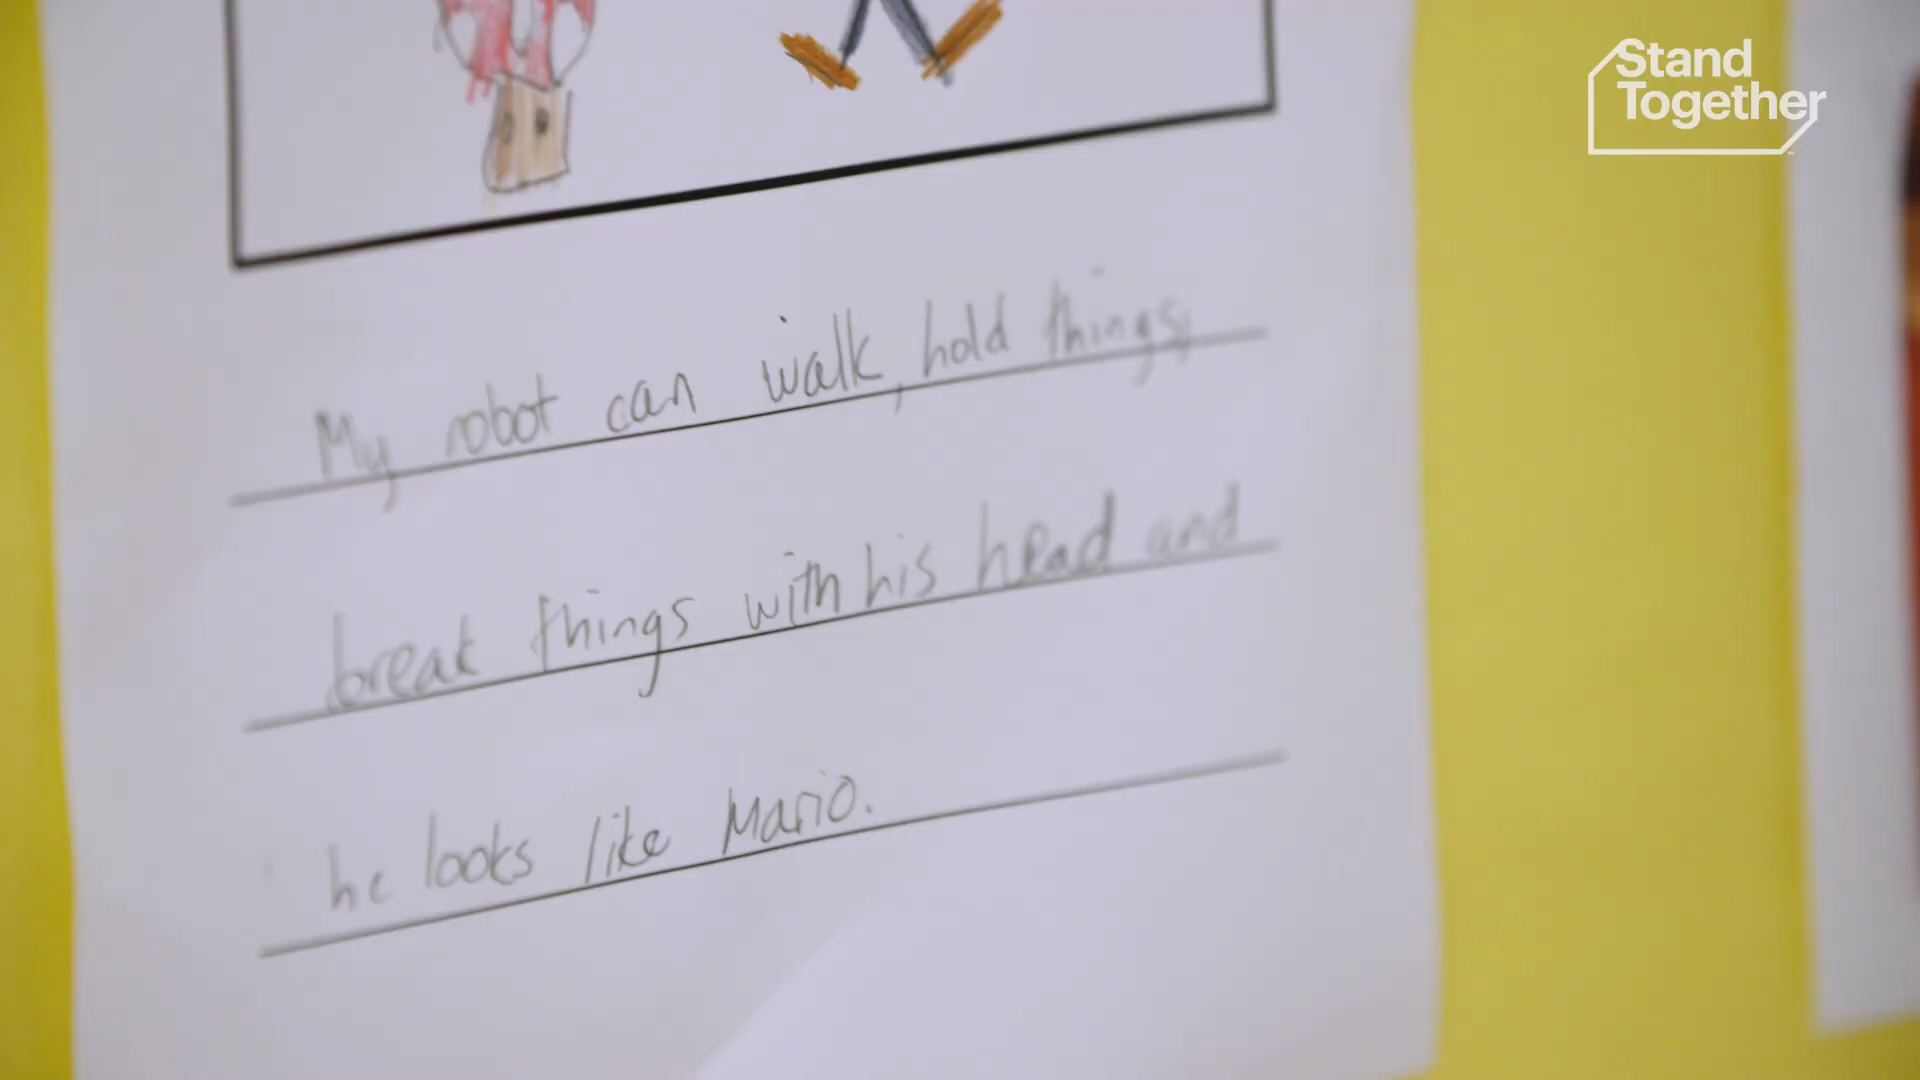 Stand
Together
My robot can walk, hold things,
break things with his head and
he looks like Mario.